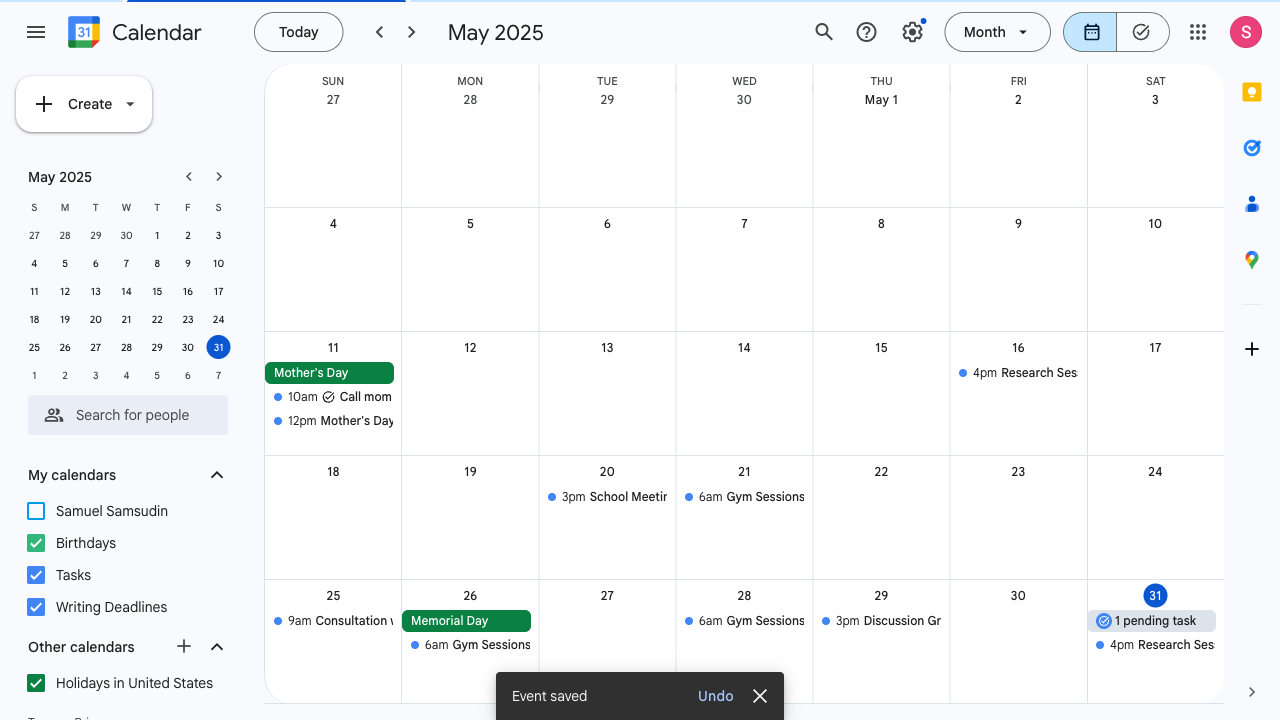 31 Calendar
Today
May 2025
Month
S
Create
May 2025
S M T W T F S
27 28 29 30 1 2 3
4 5 6 7 8 9 10
11 12 13 14 15 16 17
18 19 20 21 22 23 24
25 26 27 28 29 30 31
1 2 3 4 5 6 7
Search for people
My calendars
Samuel Samsudin
Birthdays
Tasks
Writing Deadlines
Other calendars
Holidays in United States
SUN MON TUE WED THU FRI SAT
27 28 29 30 May 1 2 3
4 5 6 7 8 9 10
11 12 13 14 15 16 17
Mother's Day
10am Call mom
12pm Mother's Day
4pm Research Ses
18 19 20 21 22 23 24
3pm School Meetin
6am Gym Sessions
25 26 27 28 29 30 31
9am Consultation
Memorial Day
6am Gym Sessions
6am Gym Sessions
3pm Discussion Gr
1 pending task
4pm Research Ses
Event saved
Undo